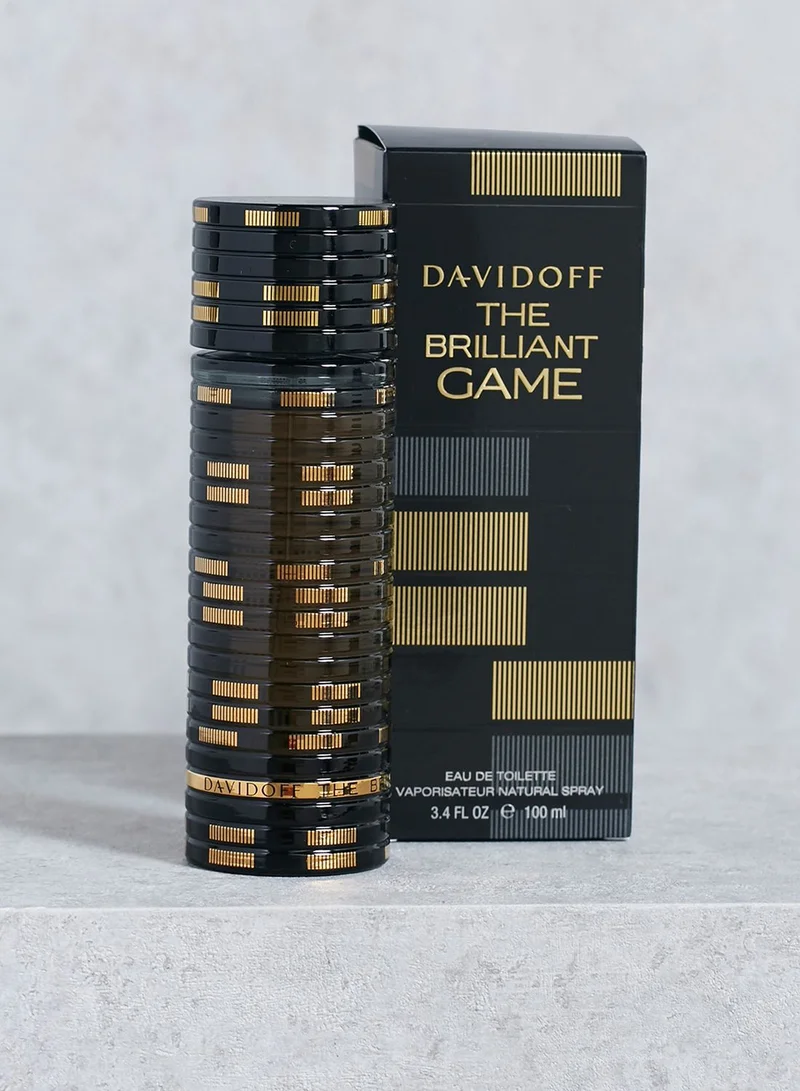 DAVIDOFF
THE
BRILLIANT
GAME
EAU DE TOILETTE
VAPORISATEUR NATURAL SPRAY
3.4 FL OZ ℮ 100 ml
DAVIDOFF THE